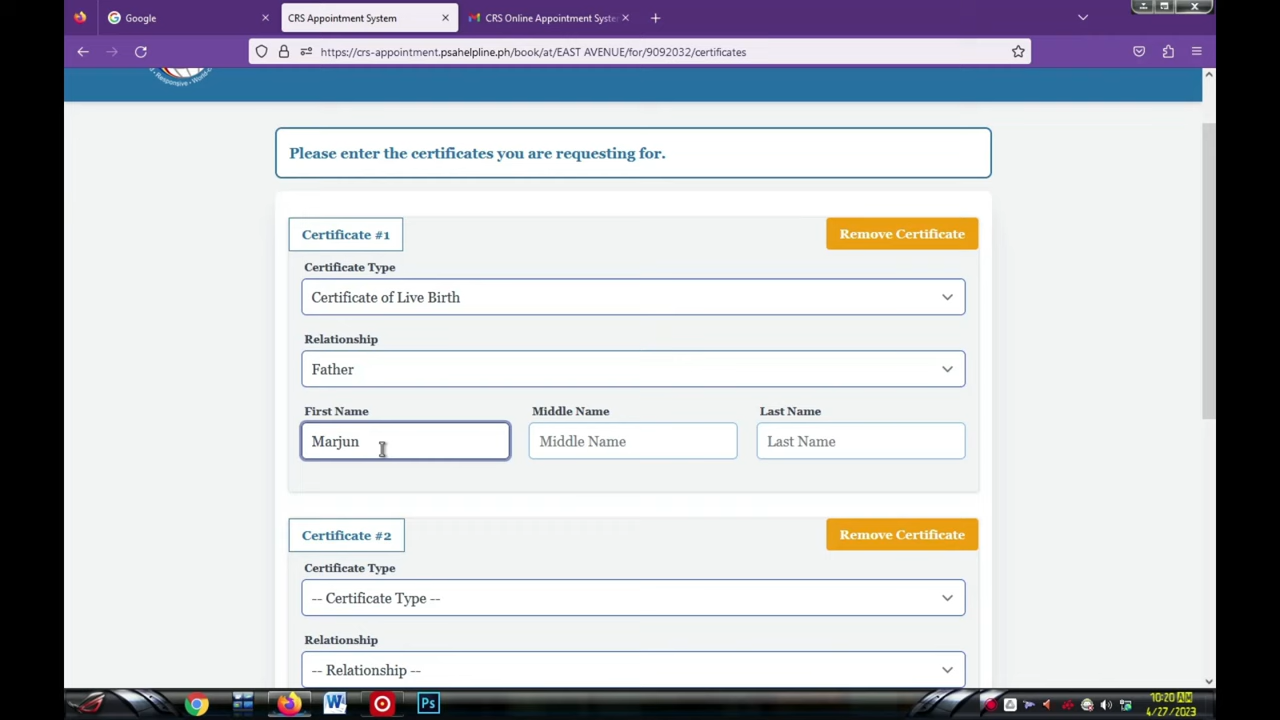 Google
CRS Appointment System
CRS Online Appointment Syste
https://crs-appointment.psahelpline.ph/book/at/EAST AVENUE/for/9092032/certificates
Please enter the certificates you are requesting for.
Certificate #1
Remove Certificate
Certificate Type
Certificate of Live Birth
Relationship
Father
First Name
Middle Name
Last Name
Marjun
Middle Name
Last Name
Certificate #2
Remove Certificate
Certificate Type
-- Certificate Type --
Relationship
-- Relationship --
W
Ps
10:20 AM
4/27/2023